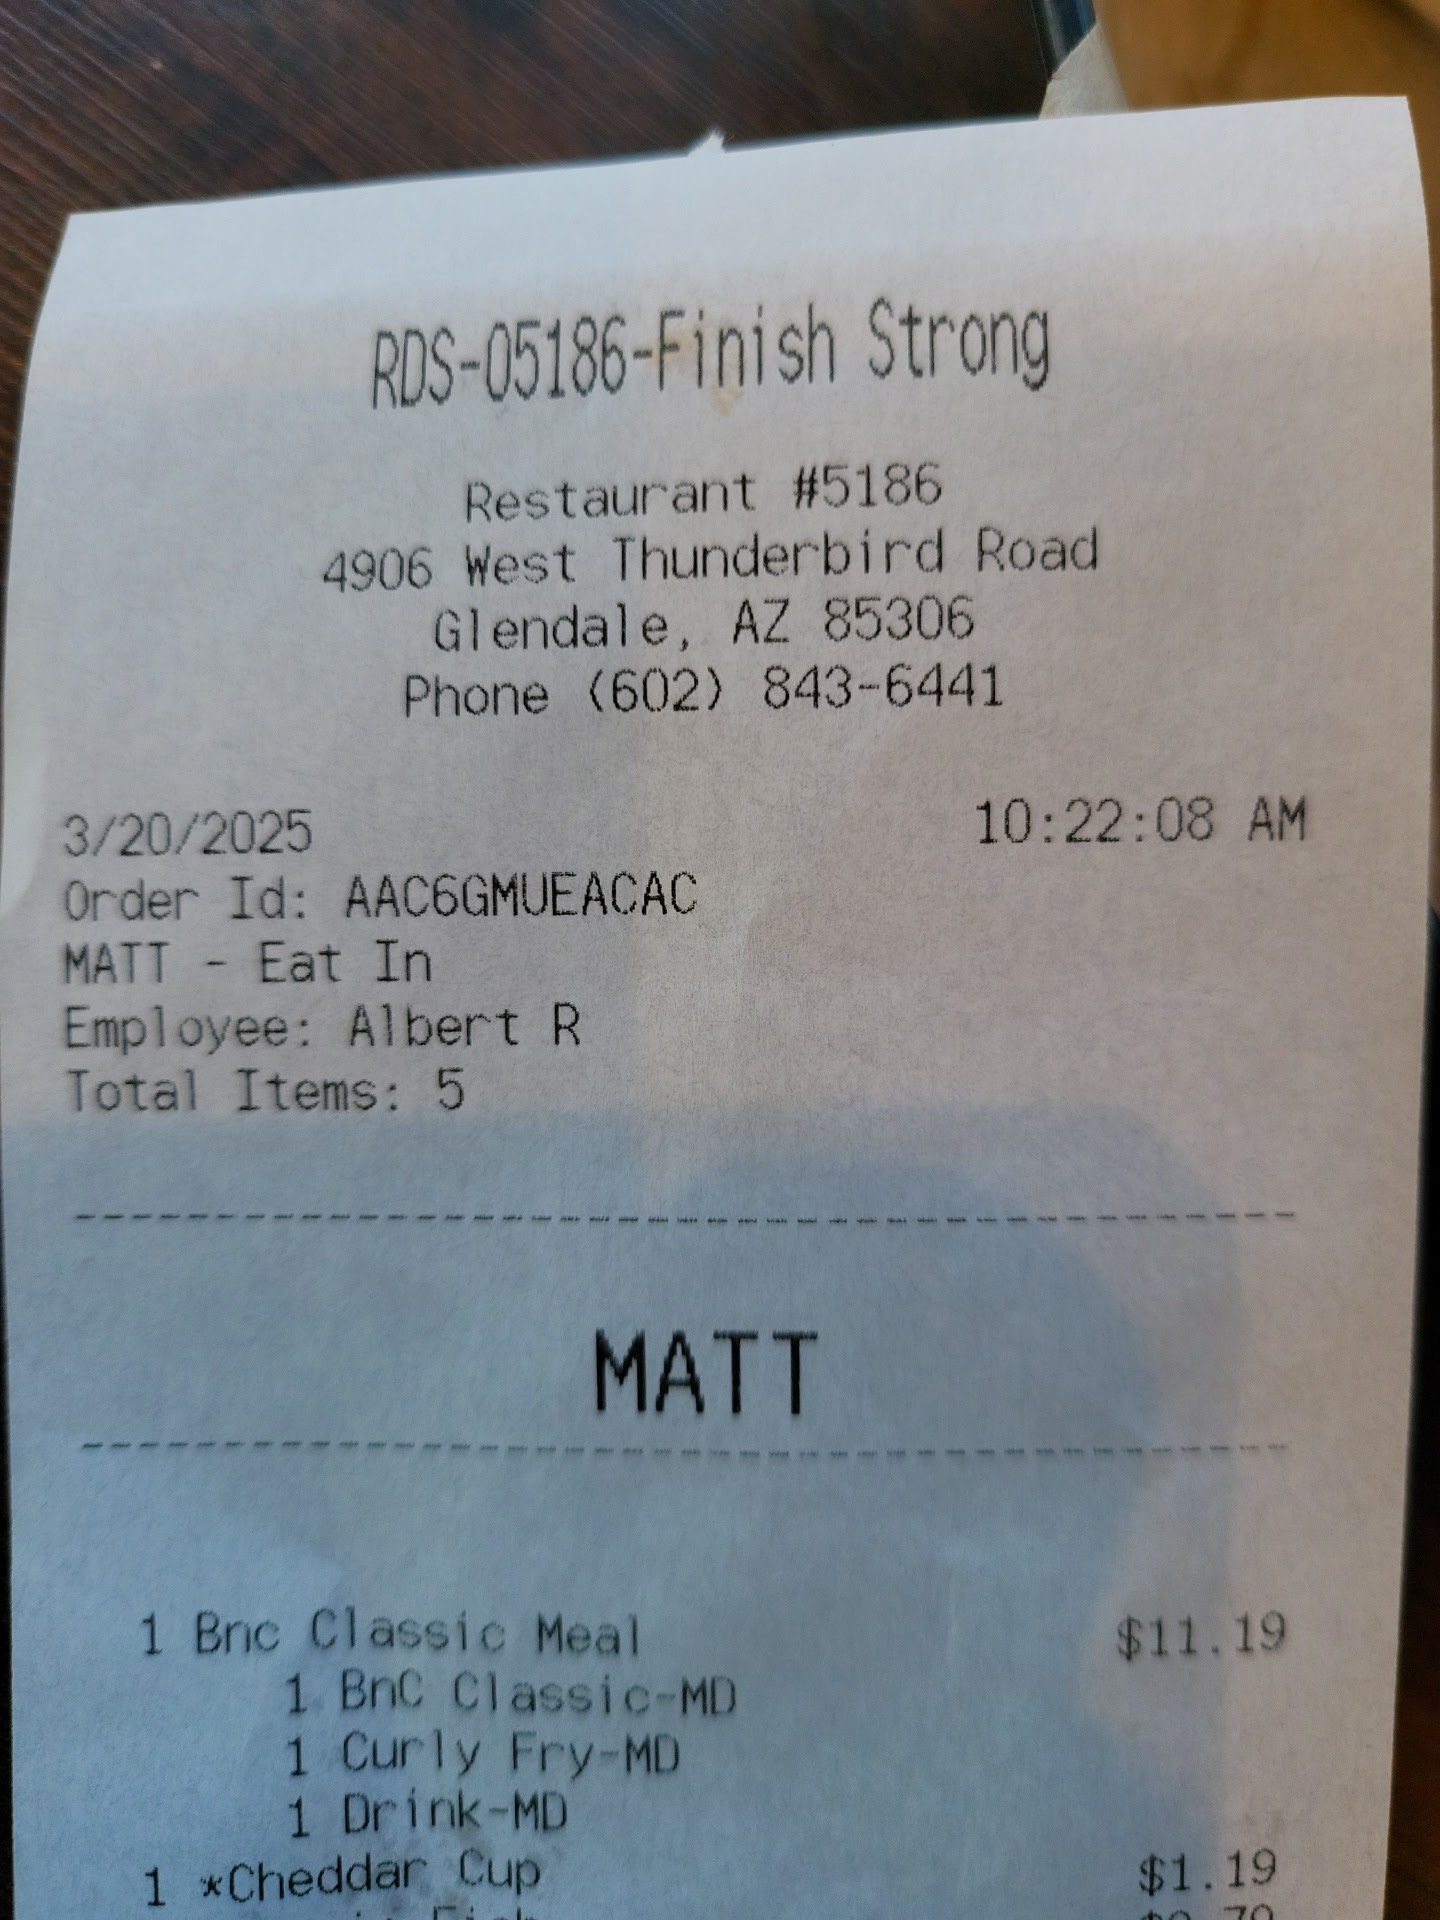 RDS-05186-Finish Strong
Restaurant #5186
4906 West Thunderbird Road
Glendale, AZ 85306
Phone (602) 843-6441
3/20/2025 10:22:08 AM
Order Id: AAC6GMUEACAC
MATT - Eat In
Employee: Albert R
Total Items: 5
MATT
1 Bnc Classic Meal $11.19
1 BnC Classic-MD
1 Curly Fry-MD
1 Drink-MD
1 *Cheddar Cup $1.19